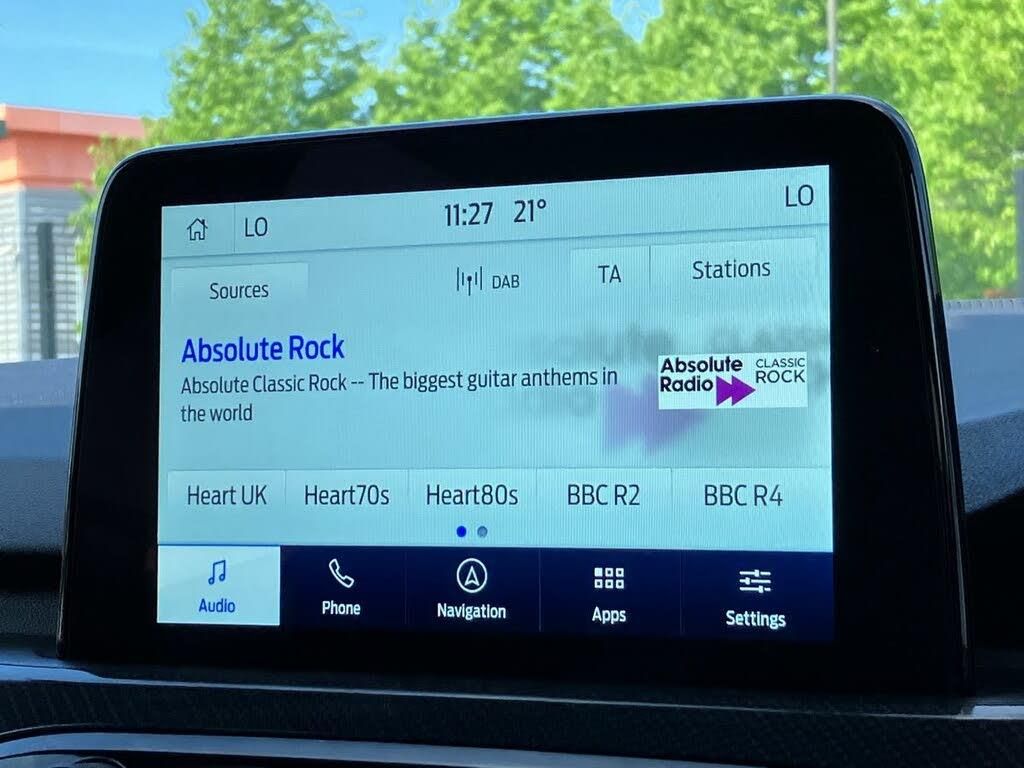 LO 11:27 21° LO
Sources DAB TA Stations
Absolute Rock
Absolute Classic Rock -- The biggest guitar anthems in
the world
Absolute
Radio
CLASSIC
ROCK
Heart UK Heart70s Heart80s BBC R2 BBC R4
Audio Phone Navigation Apps Settings